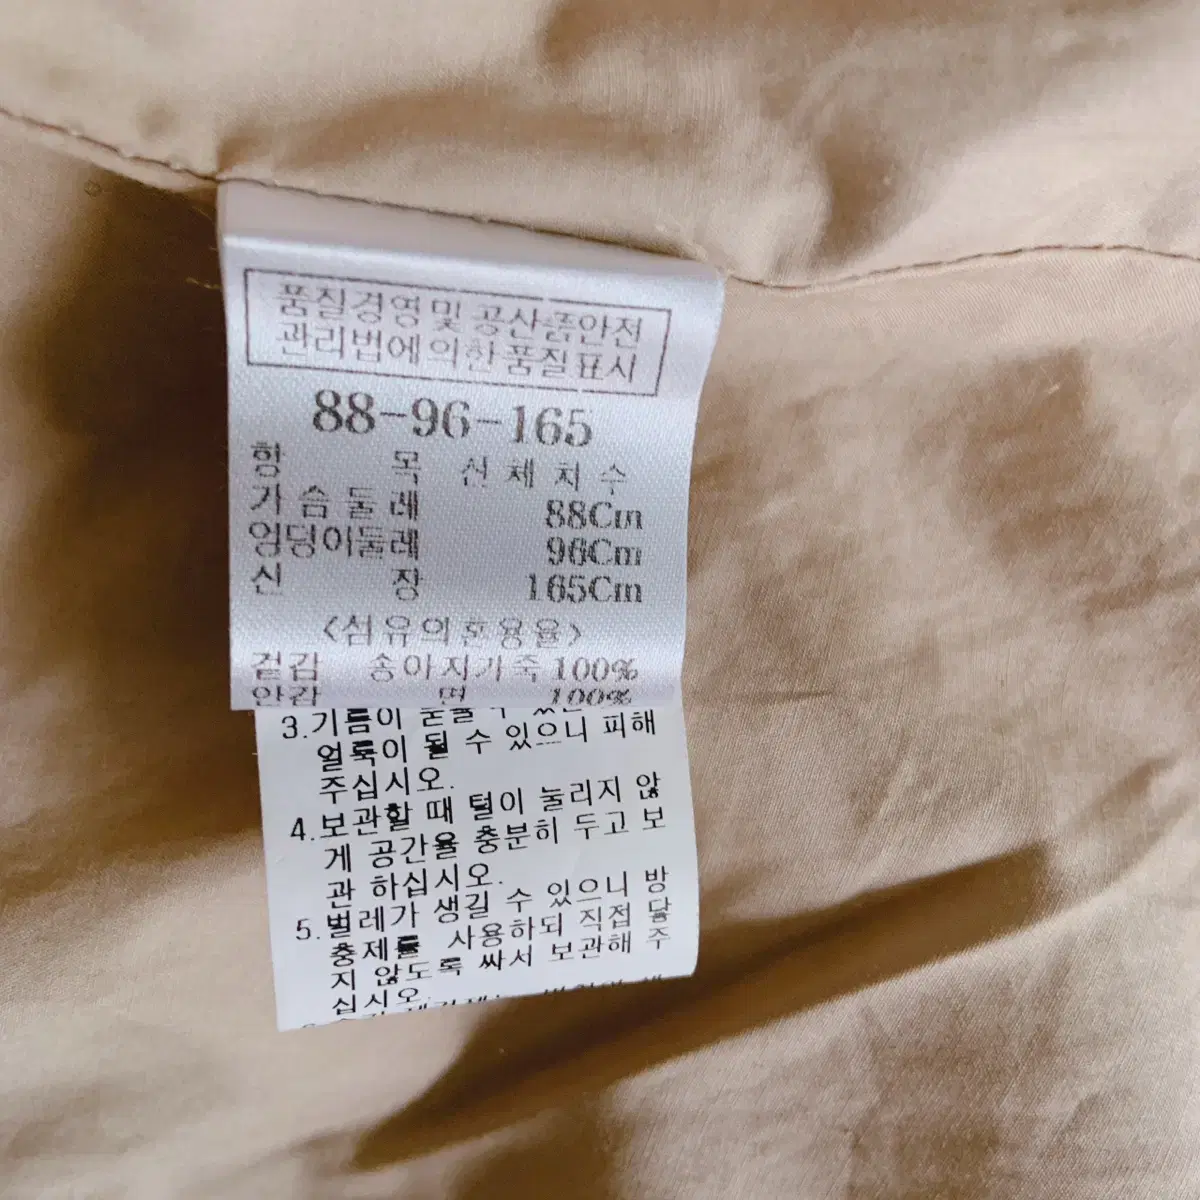 품질경영및 공산품안전
관리법에의한품질표시
88-96-165
항 목 신체치수
가슴둘레 88Cm
엉덩이둘레 96Cm
신 장 165Cm
<섬유의혼용율>
겉감 송아지가죽 100%
안감 면 100%
3.기름이
얼룩이 될 수 있으니 피해
주십시오.
4.보관할 때 털이 눌리지 않
게 공간을 충분히 두고 보
관 하십시오.
5.벌레가 생길 수 있으니 방
충제를 사용하되 직접 닿
지 않도록 싸서 보관해 주
십시오.